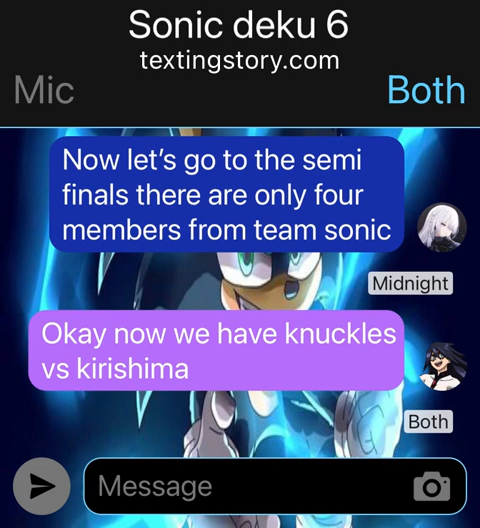 Sonic deku 6
textingstory.com
Mic
Both
Now let's go to the semi
finals there are only four
members from team sonic
Midnight
Okay now we have knuckles
vs kirishima
Both
Message